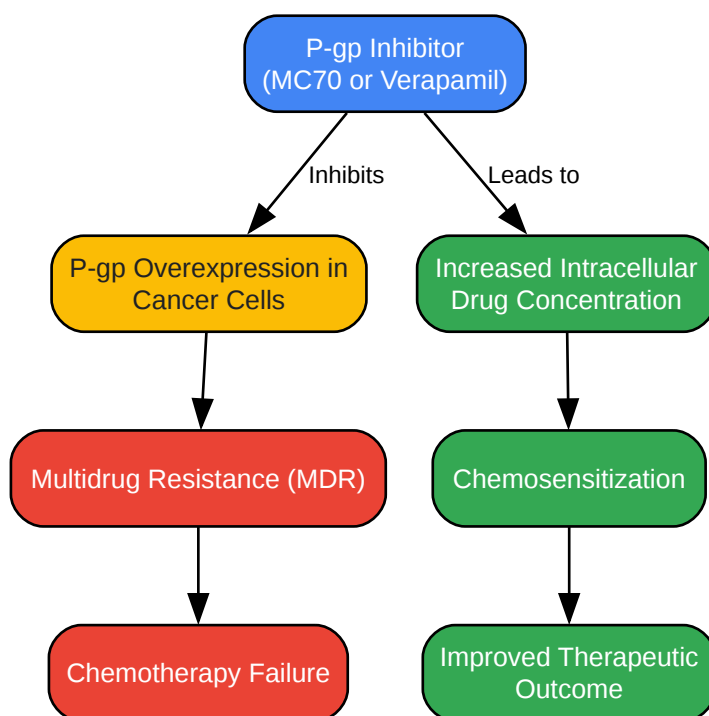 P-gp Inhibitor
(MC70 or Verapamil)
Inhibits
Leads to
P-gp Overexpression in
Cancer Cells
Increased Intracellular
Drug Concentration
Multidrug Resistance (MDR)
Chemosensitization
Chemotherapy Failure
Improved Therapeutic
Outcome